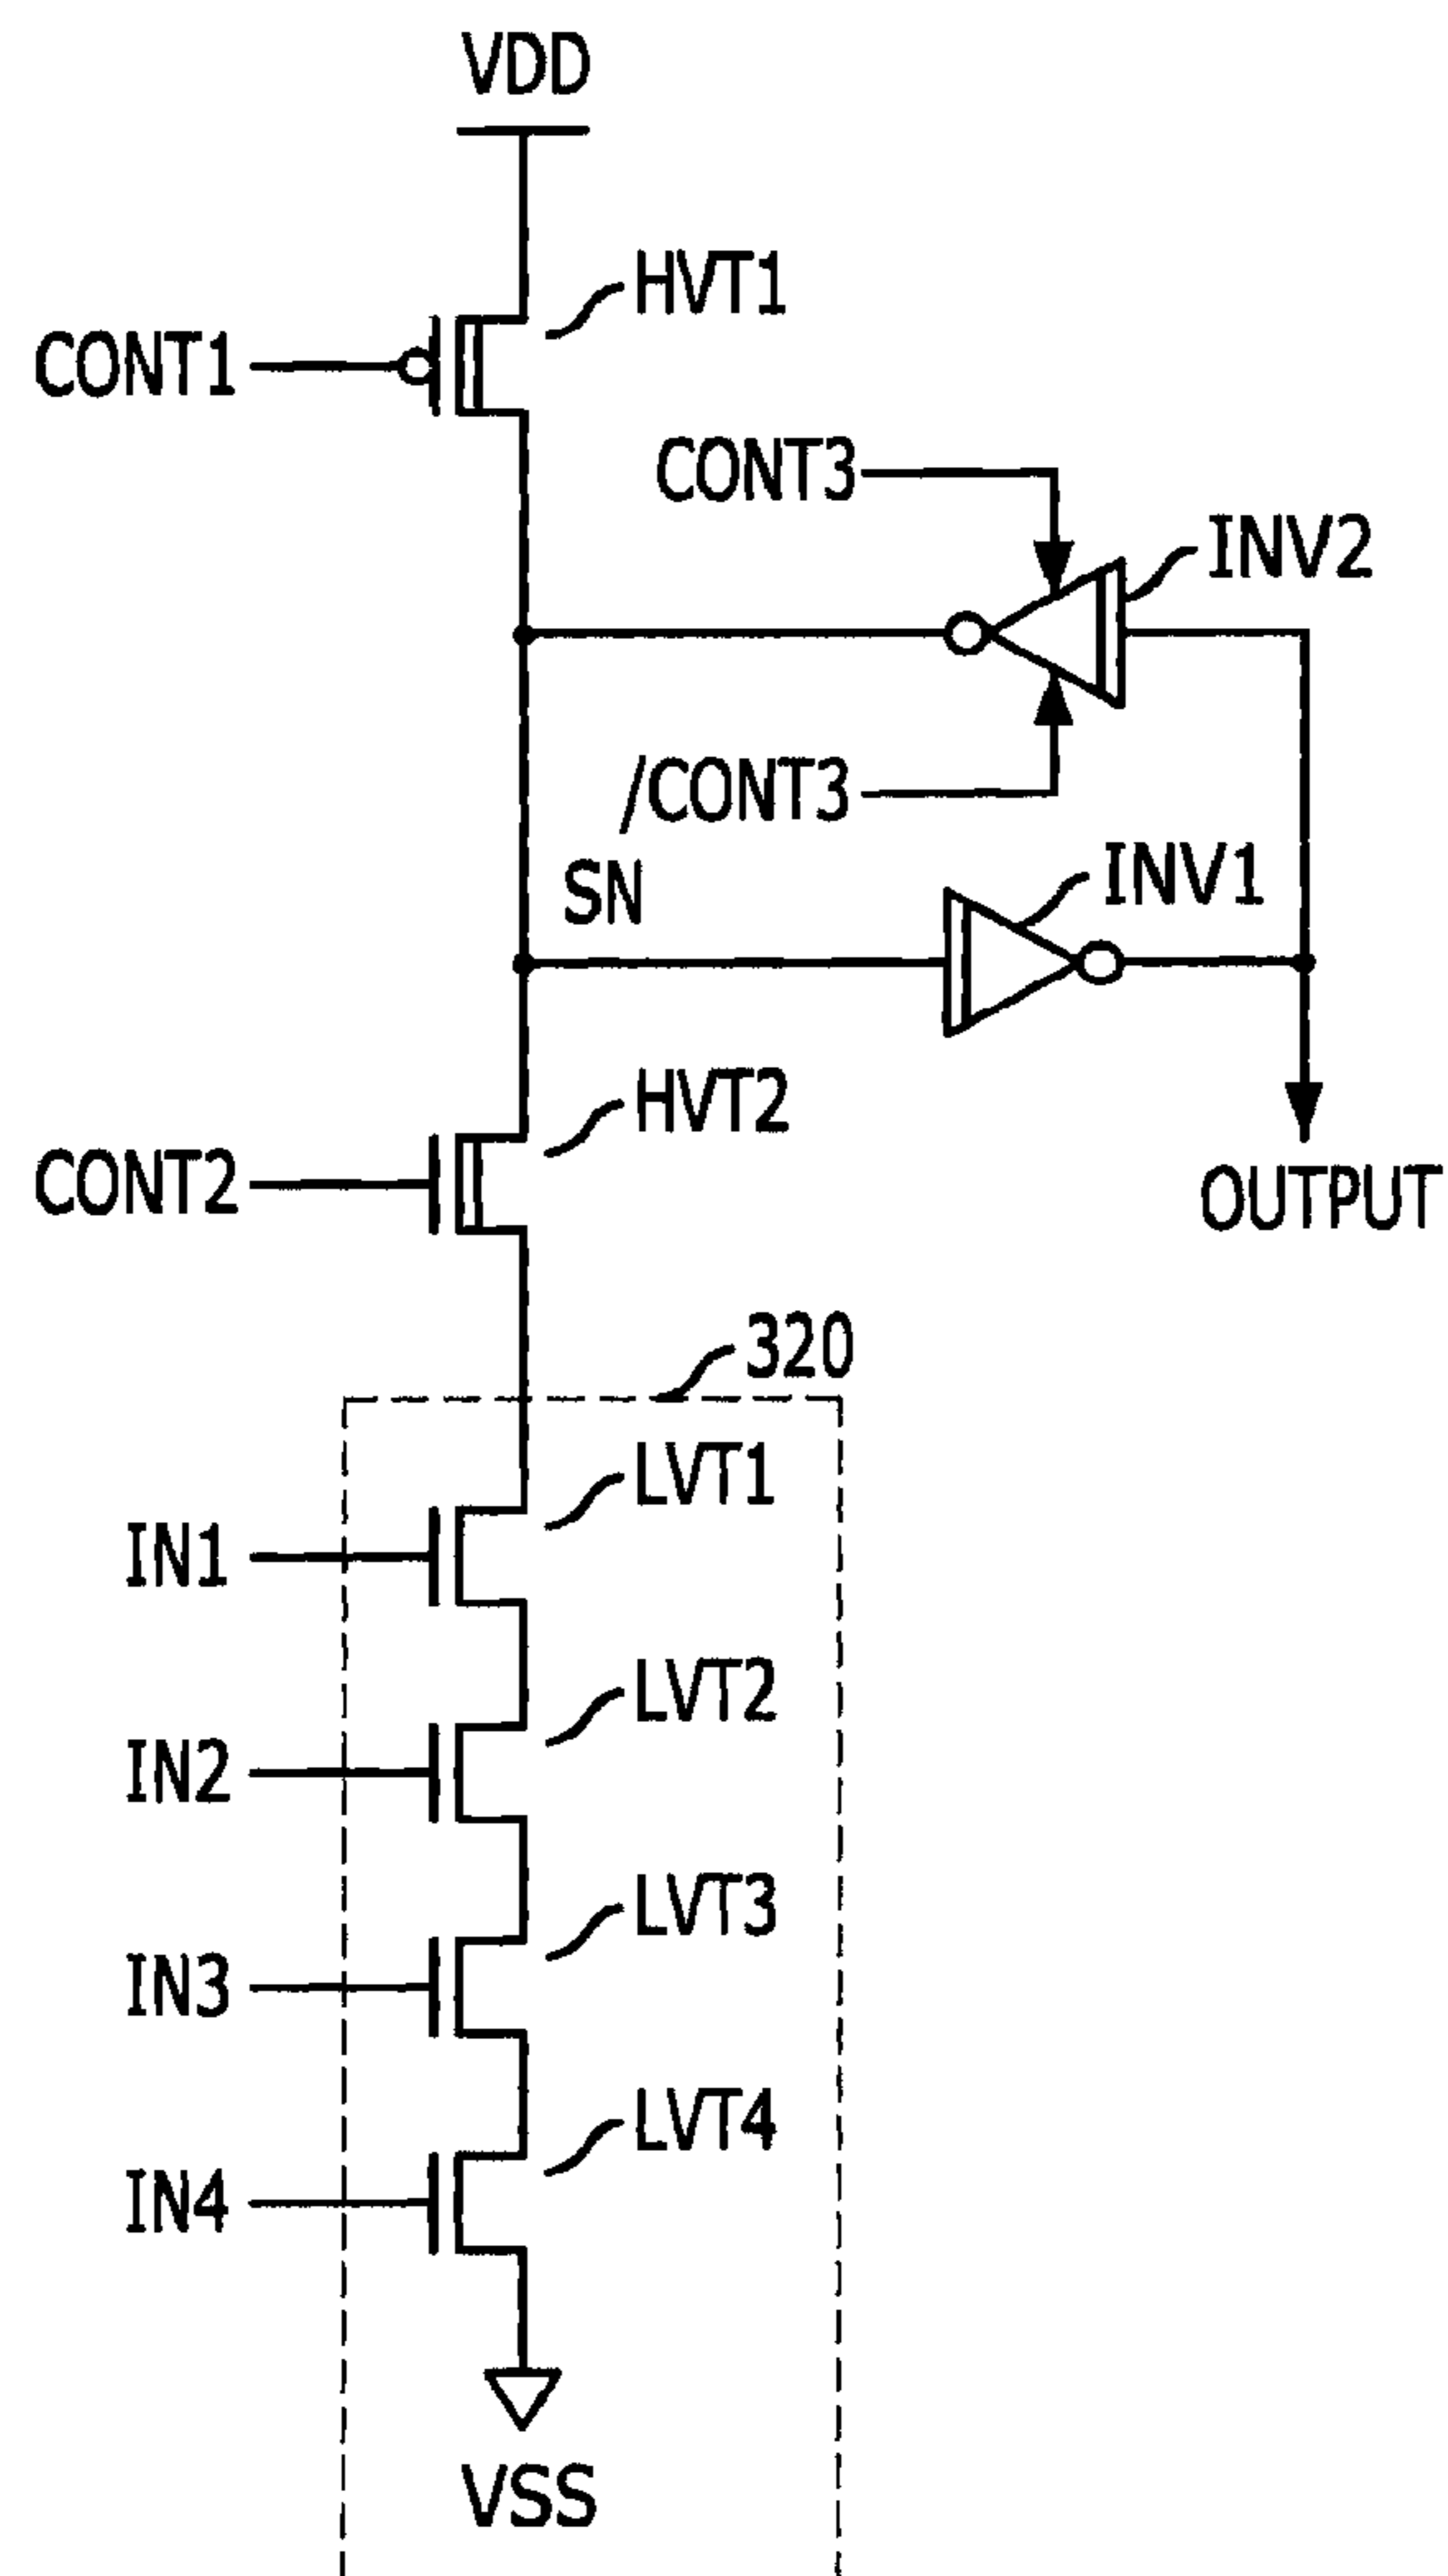 VDD
HVT1
CONT1
CONT3
INV2
/CONT3
INV1
SN
HVT2
CONT2
OUTPUT
320
LVT1
IN1
LVT2
IN2
LVT3
IN3
LVT4
IN4
VSS